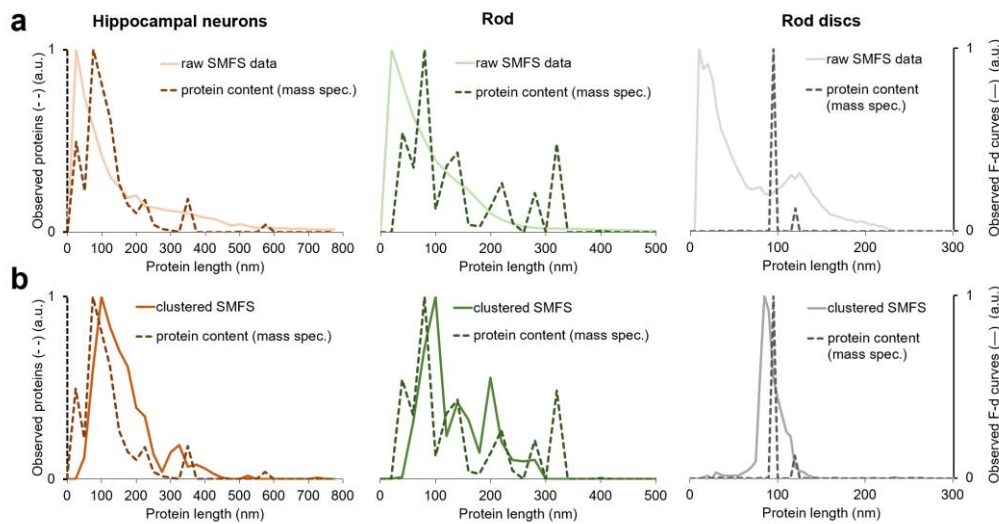 a
Hippocampal neurons
Rod
Rod discs
Observed proteins (- -) (a.u.)
1
0
raw SMFS data
protein content (mass spec.)
0 100 200 300 400 500 600 700 800
Protein length (nm)
raw SMFS data
protein content (mass spec.)
0 100 200 300 400 500
Protein length (nm)
raw SMFS data
protein content
(mass spec.)
0 100 200 300
Protein length (nm)
1
0
Observed F-d curves (—) (a.u.)
b
Observed proteins (- -) (a.u.)
1
0
clustered SMFS
protein content (mass spec.)
0 100 200 300 400 500 600 700 800
Protein length (nm)
clustered SMFS
protein content (mass spec.)
0 100 200 300 400 500
Protein length (nm)
clustered SMFS
protein content
(mass spec.)
0 100 200 300
Protein length (nm)
1
0
Observed F-d curves (—) (a.u.)